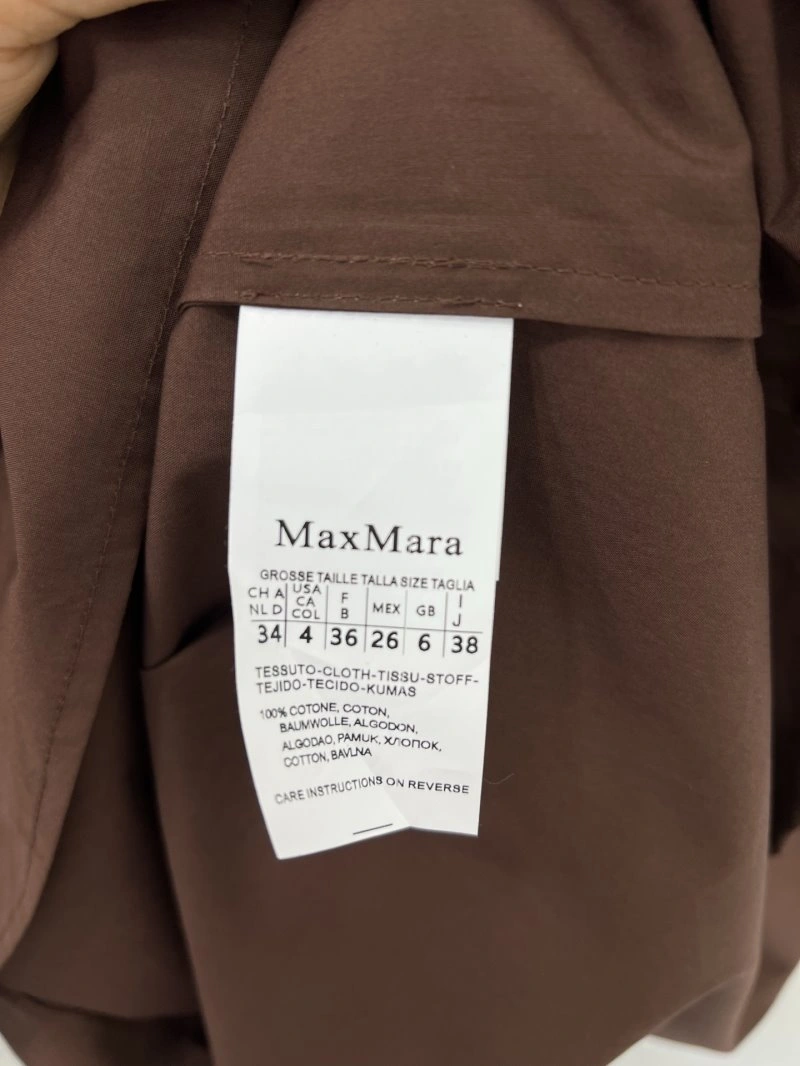 MaxMara
GROSSE TAILLE TALLA SIZE TAGLIA
CH A USA F MEX GB I
NL D CA B J
COL
34 4 36 26 6 38
TESSUTO-CLOTH-TISSU-STOFF-
TEJIDO-TECIDO-KUMAS
100% COTONE, COTON,
BAUMWOLLE, ALGODON,
ALGODAO, PAMUK, ХЛОПОК,
COTTON, BAVLNA
CARE INSTRUCTIONS ON REVERSE